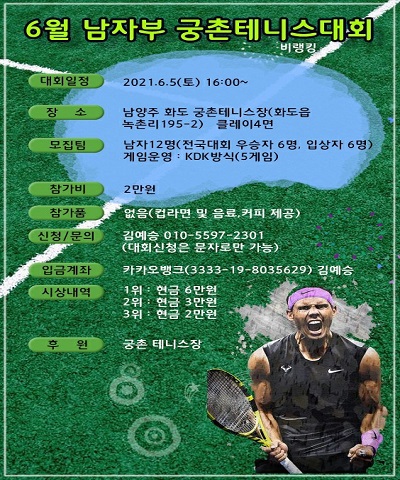 6월 남자부 궁촌테니스대회
비랭킹
대회일정 2021.6.5(토) 16:00~
장 소 남양주 화도 궁촌테니스장(화도읍
녹촌리195-2) 클레이4면
모집팀 남자12명(전국대회 우승자 6명, 입상자 6명)
게임운영 : KDK방식(5게임)
참가비 2만원
참가품 없음(컵라면 및 음료,커피 제공)
신청/문의 김예승 010-5597-2301
(대회신청은 문자로만 가능)
입금계좌 카카오뱅크(3333-19-8035629) 김예승
시상내역 1위 : 현금 6만원
2위 : 현금 3만원
3위 : 현금 2만원
후 원 궁촌 테니스장